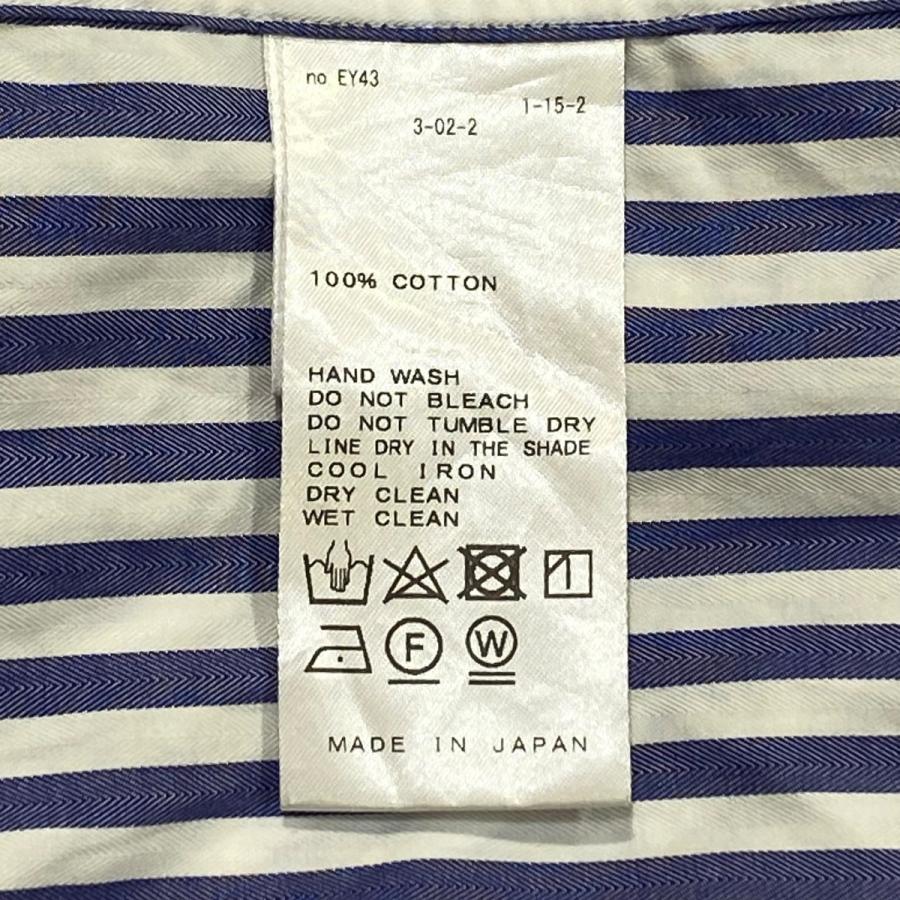 no EY43
1-15-2
3-02-2
100% COTTON
HAND WASH
DO NOT BLEACH
DO NOT TUMBLE DRY
LINE DRY IN THE SHADE
COOL IRON
DRY CLEAN
WET CLEAN
F W
MADE IN JAPAN